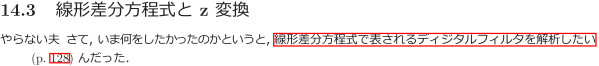 14.3 線形差分方程式と z 変換
やらない夫 さて, いま何をしたかったのかというと, 線形差分方程式で表されるディジタルフィルタを解析したい
(p. 128) んだった.